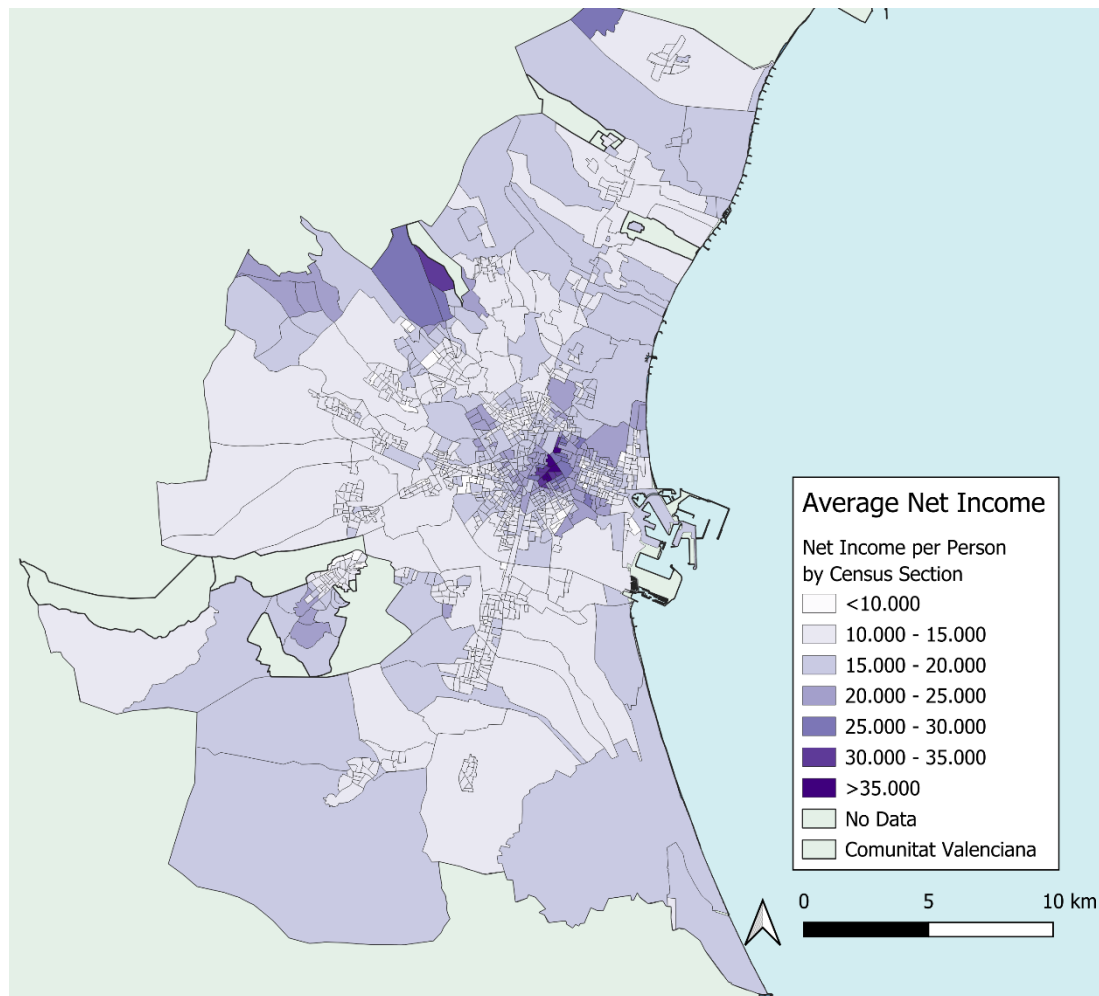 Average Net Income
Net Income per Person
by Census Section
<10.000
10.000 - 15.000
15.000 - 20.000
20.000 - 25.000
25.000 - 30.000
30.000 - 35.000
>35.000
No Data
Comunitat Valenciana
0 5 10 km